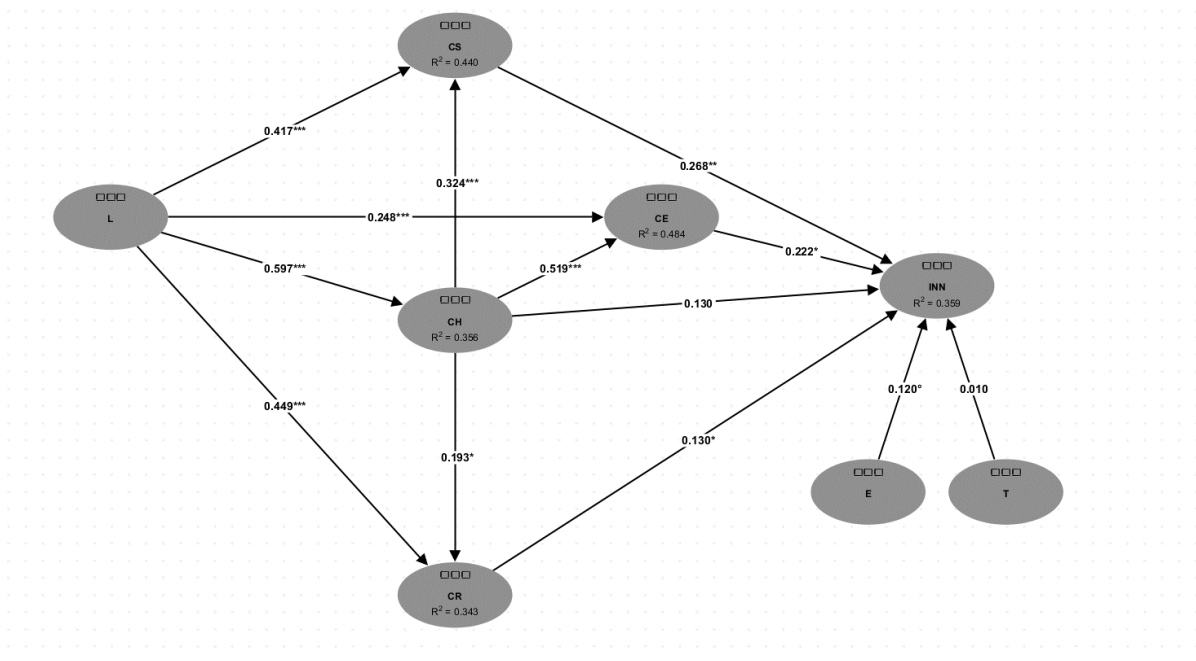 □□□
CS
R² = 0.440
0.417***
0.268**
0.324***
□□□
L
□□□
CE
R² = 0.484
0.248***
0.222*
0.597***
0.519***
□□□
INN
R² = 0.359
□□□
CH
R² = 0.356
0.130
0.120°
0.010
0.449***
0.130*
0.193*
□□□
E
□□□
T
□□□
CR
R² = 0.343